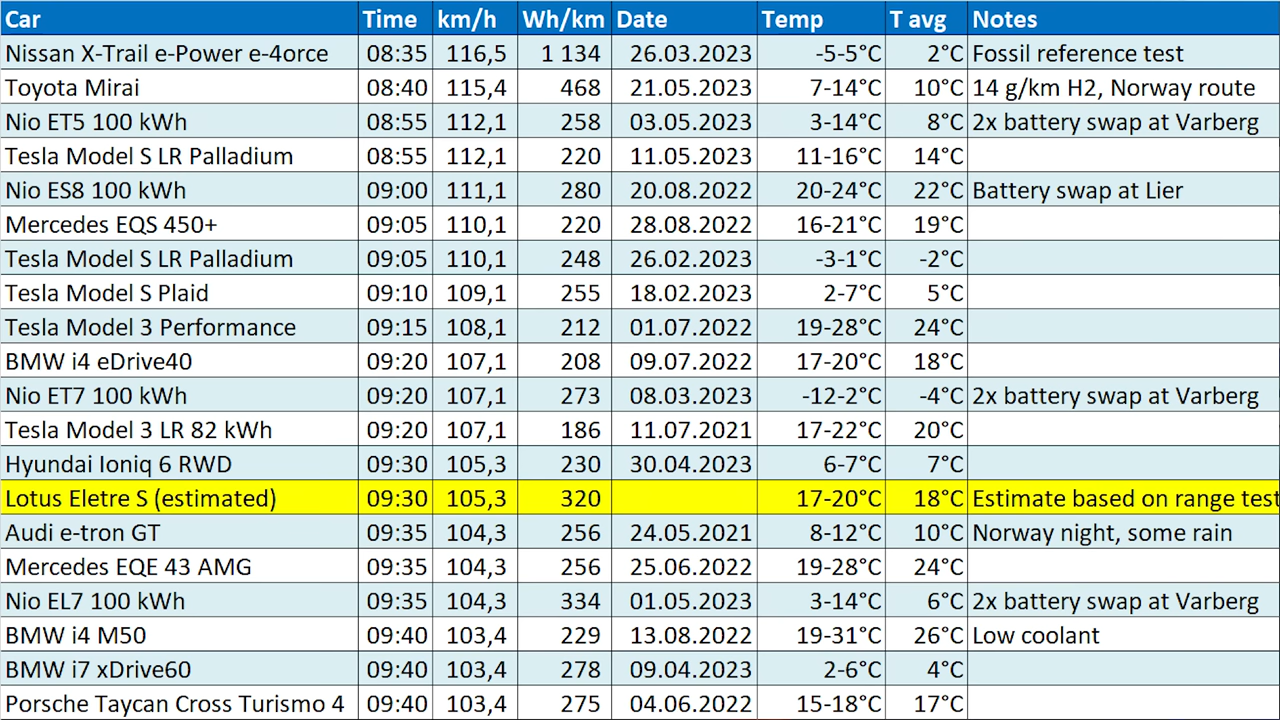 Car Time km/h Wh/km Date Temp T avg Notes
Nissan X-Trail e-Power e-4orce 08:35 116,5 1 134 26.03.2023 -5-5°C 2°C Fossil reference test
Toyota Mirai 08:40 115,4 468 21.05.2023 7-14°C 10°C 14 g/km H2, Norway route
Nio ET5 100 kWh 08:55 112,1 258 03.05.2023 3-14°C 8°C 2x battery swap at Varberg
Tesla Model S LR Palladium 08:55 112,1 220 11.05.2023 11-16°C 14°C
Nio ES8 100 kWh 09:00 111,1 280 20.08.2022 20-24°C 22°C Battery swap at Lier
Mercedes EQS 450+ 09:05 110,1 220 28.08.2022 16-21°C 19°C
Tesla Model S LR Palladium 09:05 110,1 248 26.02.2023 -3-1°C -2°C
Tesla Model S Plaid 09:10 109,1 255 18.02.2023 2-7°C 5°C
Tesla Model 3 Performance 09:15 108,1 212 01.07.2022 19-28°C 24°C
BMW i4 eDrive40 09:20 107,1 208 09.07.2022 17-20°C 18°C
Nio ET7 100 kWh 09:20 107,1 273 08.03.2023 -12-2°C -4°C 2x battery swap at Varberg
Tesla Model 3 LR 82 kWh 09:20 107,1 186 11.07.2021 17-22°C 20°C
Hyundai Ioniq 6 RWD 09:30 105,3 230 30.04.2023 6-7°C 7°C
Lotus Eletre S (estimated) 09:30 105,3 320 17-20°C 18°C Estimate based on range test
Audi e-tron GT 09:35 104,3 256 24.05.2021 8-12°C 10°C Norway night, some rain
Mercedes EQE 43 AMG 09:35 104,3 256 25.06.2022 19-28°C 24°C
Nio EL7 100 kWh 09:35 104,3 334 01.05.2023 3-14°C 6°C 2x battery swap at Varberg
BMW i4 M50 09:40 103,4 229 13.08.2022 19-31°C 26°C Low coolant
BMW i7 xDrive60 09:40 103,4 278 09.04.2023 2-6°C 4°C
Porsche Taycan Cross Turismo 4 09:40 103,4 275 04.06.2022 15-18°C 17°C